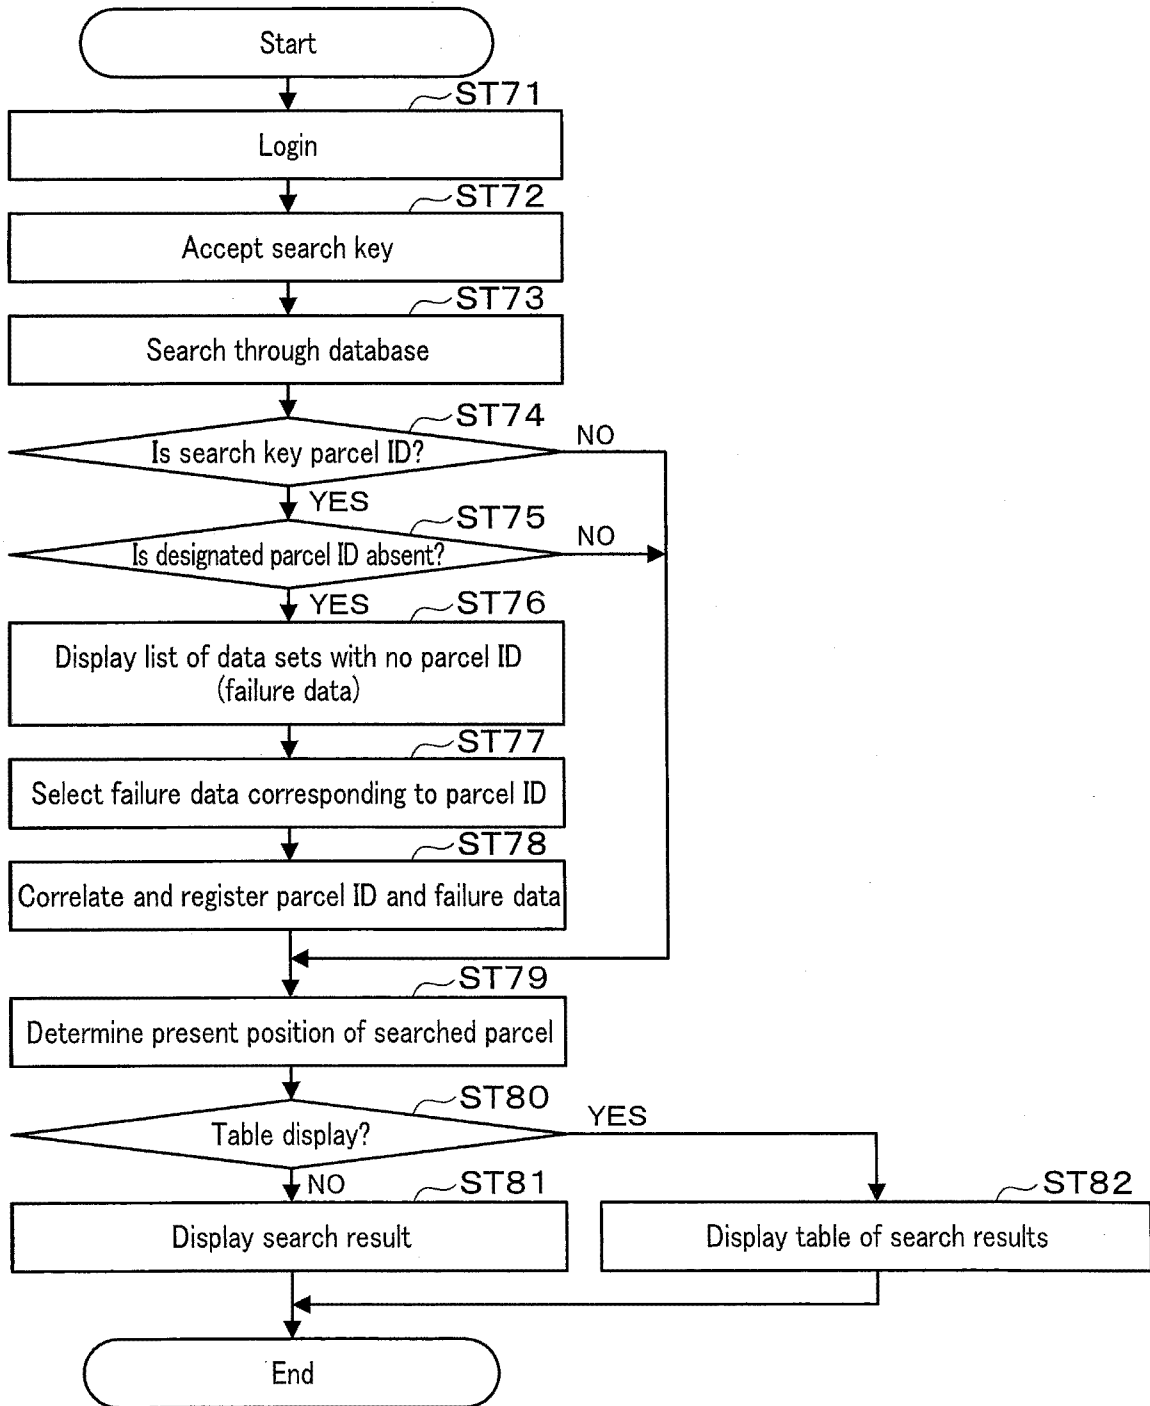 Start
ST71
Login
ST72
Accept search key
ST73
Search through database
ST74
Is search key parcel ID?
NO
YES
ST75
Is designated parcel ID absent?
NO
YES
ST76
Display list of data sets with no parcel ID
(failure data)
ST77
Select failure data corresponding to parcel ID
ST78
Correlate and register parcel ID and failure data
ST79
Determine present position of searched parcel
ST80
Table display?
YES
NO
ST81
Display search result
ST82
Display table of search results
End